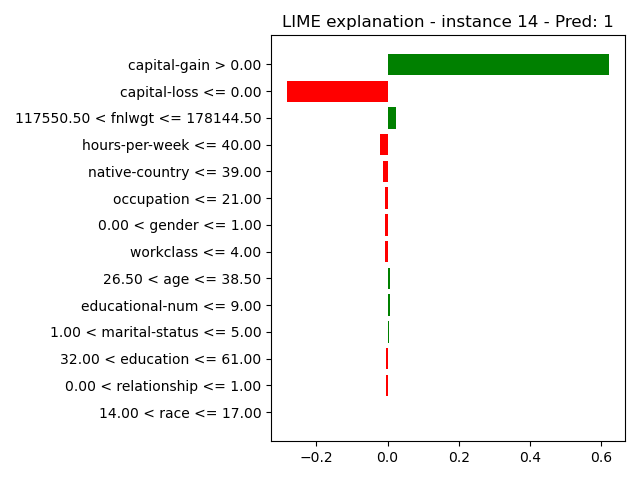 LIME explanation - instance 14 - Pred: 1
capital-gain > 0.00
capital-loss <= 0.00
117550.50 < fnlwgt <= 178144.50
hours-per-week <= 40.00
native-country <= 39.00
occupation <= 21.00
0.00 < gender <= 1.00
workclass <= 4.00
26.50 < age <= 38.50
educational-num <= 9.00
1.00 < marital-status <= 5.00
32.00 < education <= 61.00
0.00 < relationship <= 1.00
14.00 < race <= 17.00
−0.2 0.0 0.2 0.4 0.6